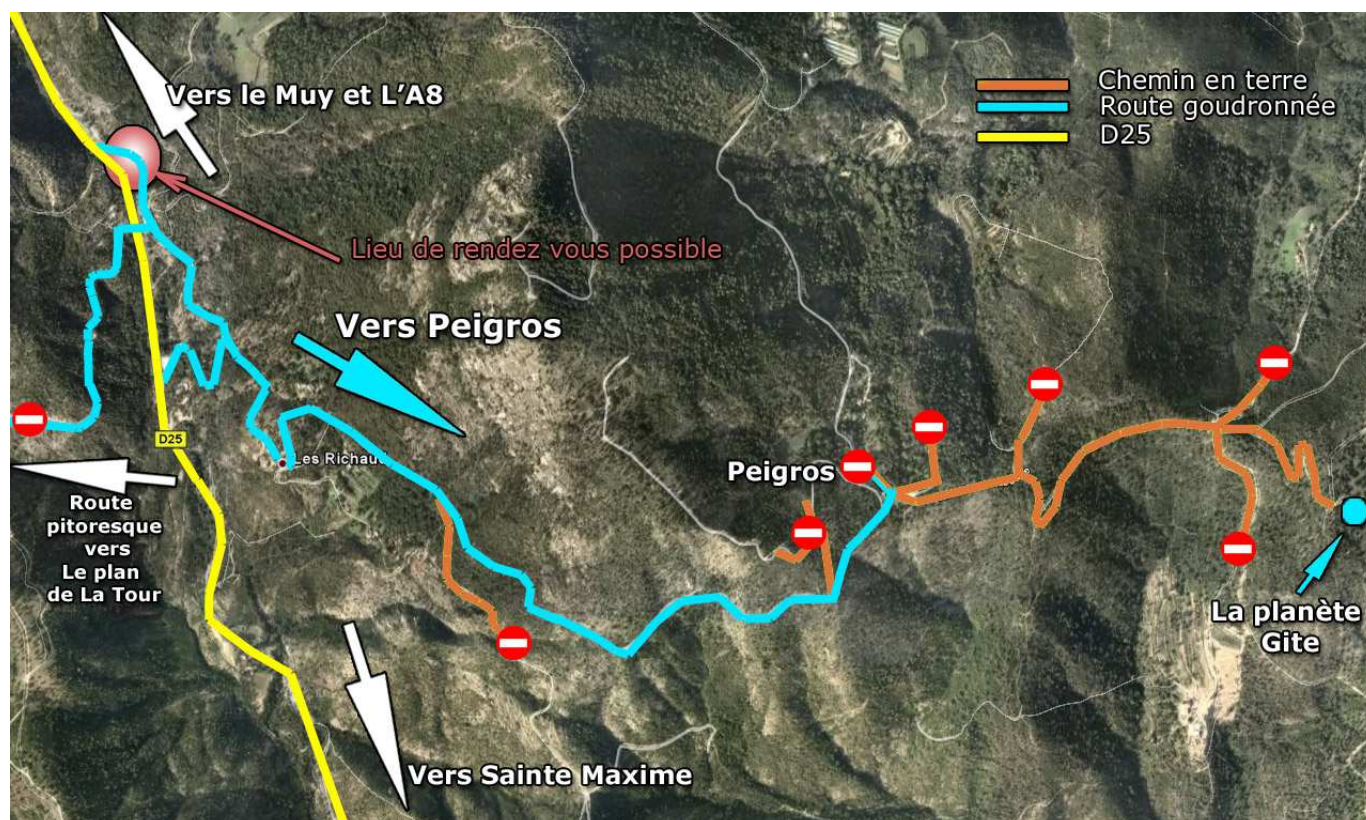 Vers le Muy et L'A8
Chemin en terre
Route goudronnée
D25
Lieu de rendez vous possible
Vers Peigros
D25
Les Richaud
Peigros
Route
pitoresque
vers
Le plan
de La Tour
La planète
Gite
Vers Sainte Maxime